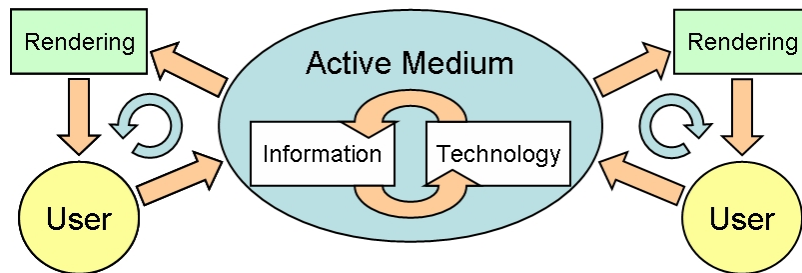 Rendering
Active Medium
Rendering
Information
Technology
User
User